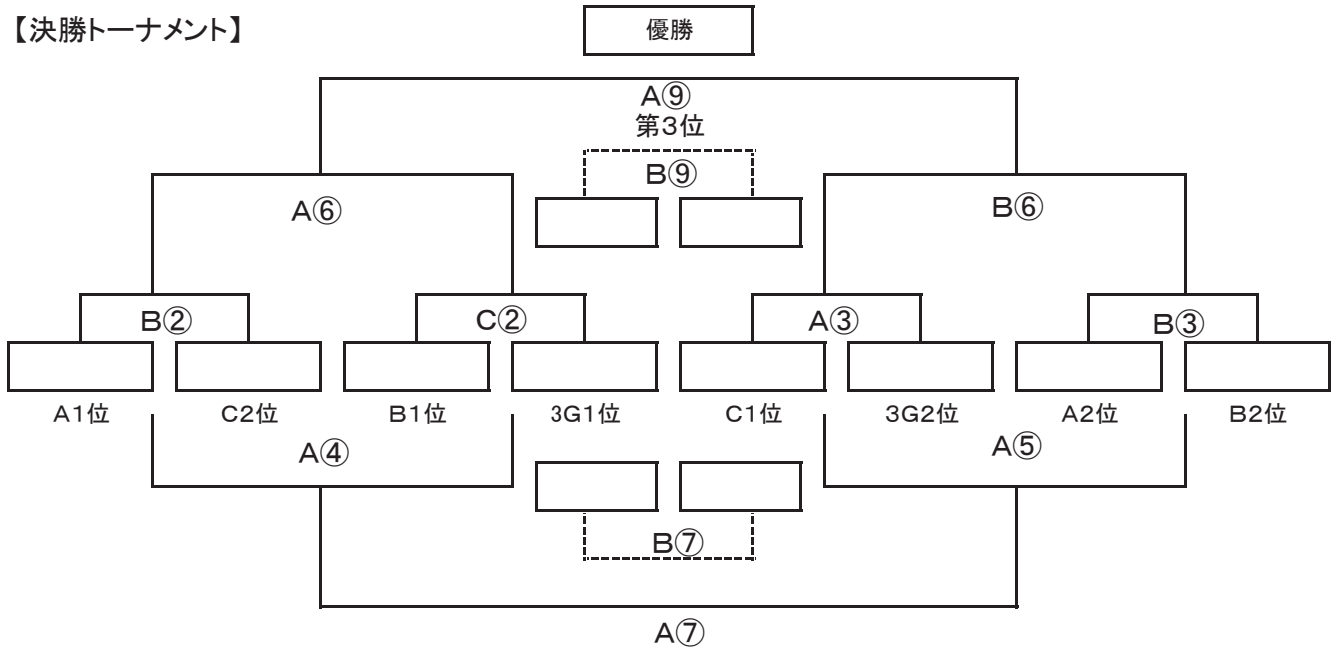 【決勝トーナメント】
優勝
A⑨
第3位
B⑨
A⑥
B⑥
B②
C②
A③
B③
A1位
C2位
B1位
3G1位
C1位
3G2位
A2位
B2位
A④
A⑤
B⑦
A⑦